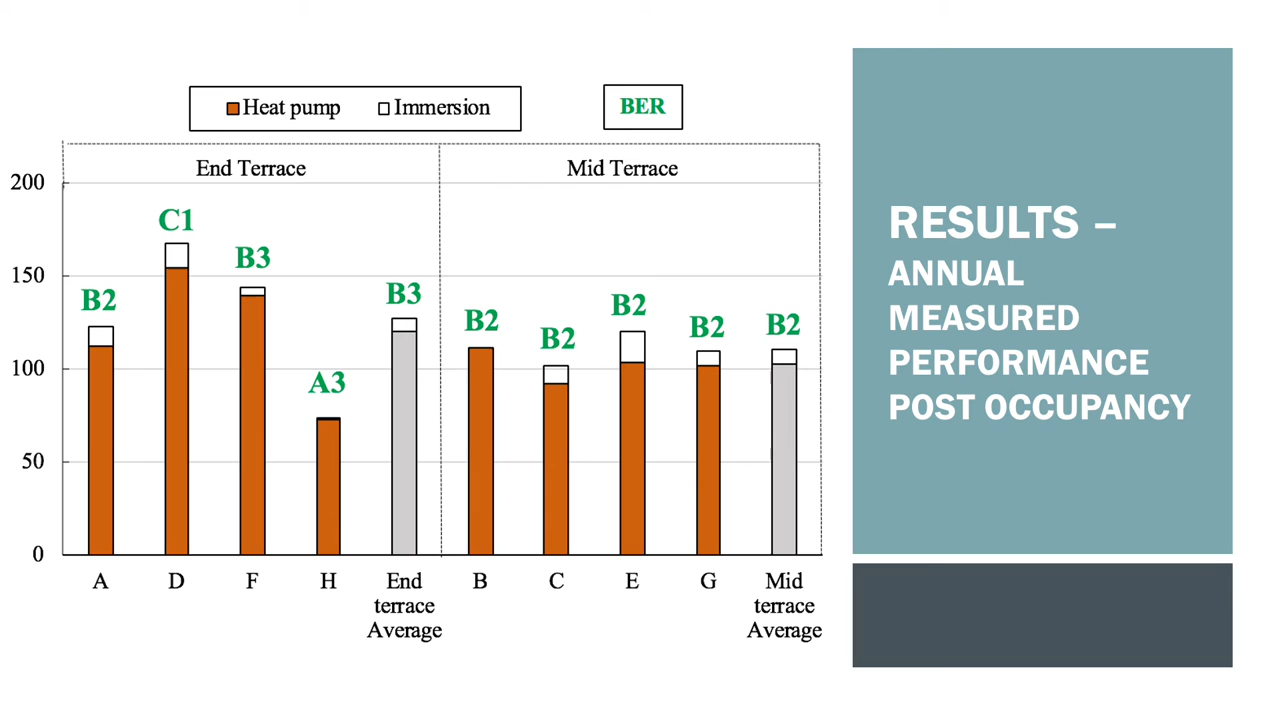 Heat pump Immersion BER
End Terrace Mid Terrace
200
150
100
50
0
B2 C1 B3 A3 B3 B2 B2 B2 B2 B2
A D F H End terrace Average B C E G Mid terrace Average
RESULTS –
ANNUAL
MEASURED
PERFORMANCE
POST OCCUPANCY